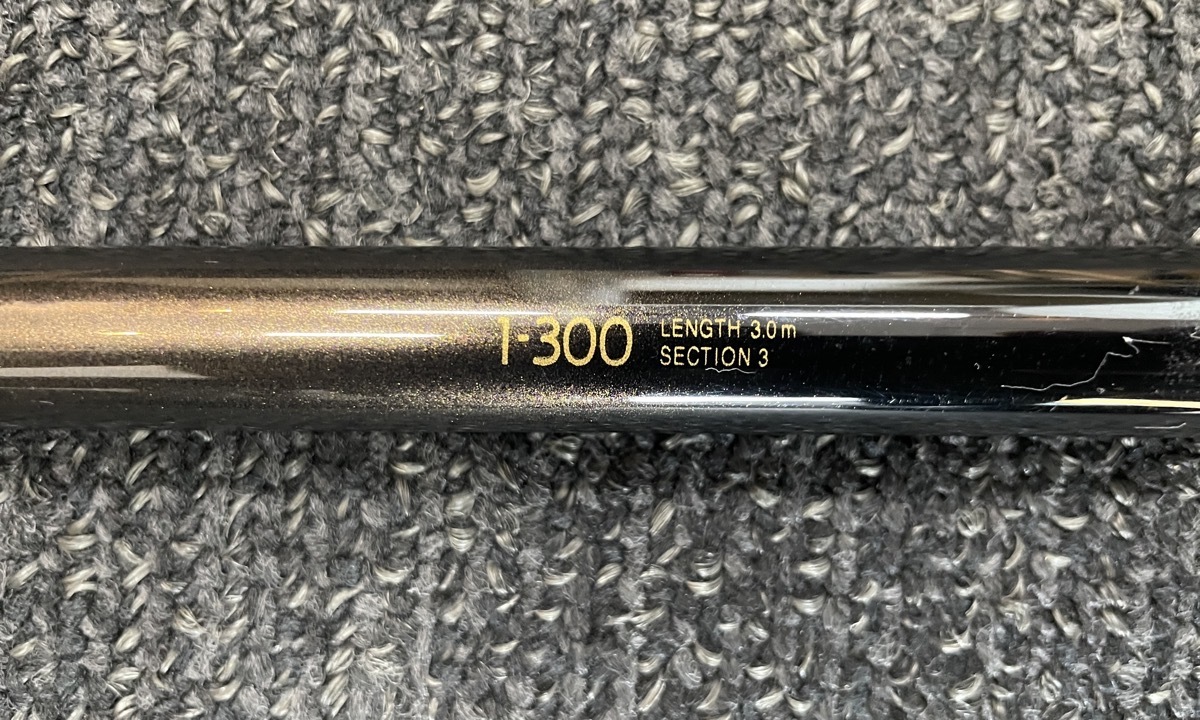 1-300
LENGTH 3.0m
SECTION 3